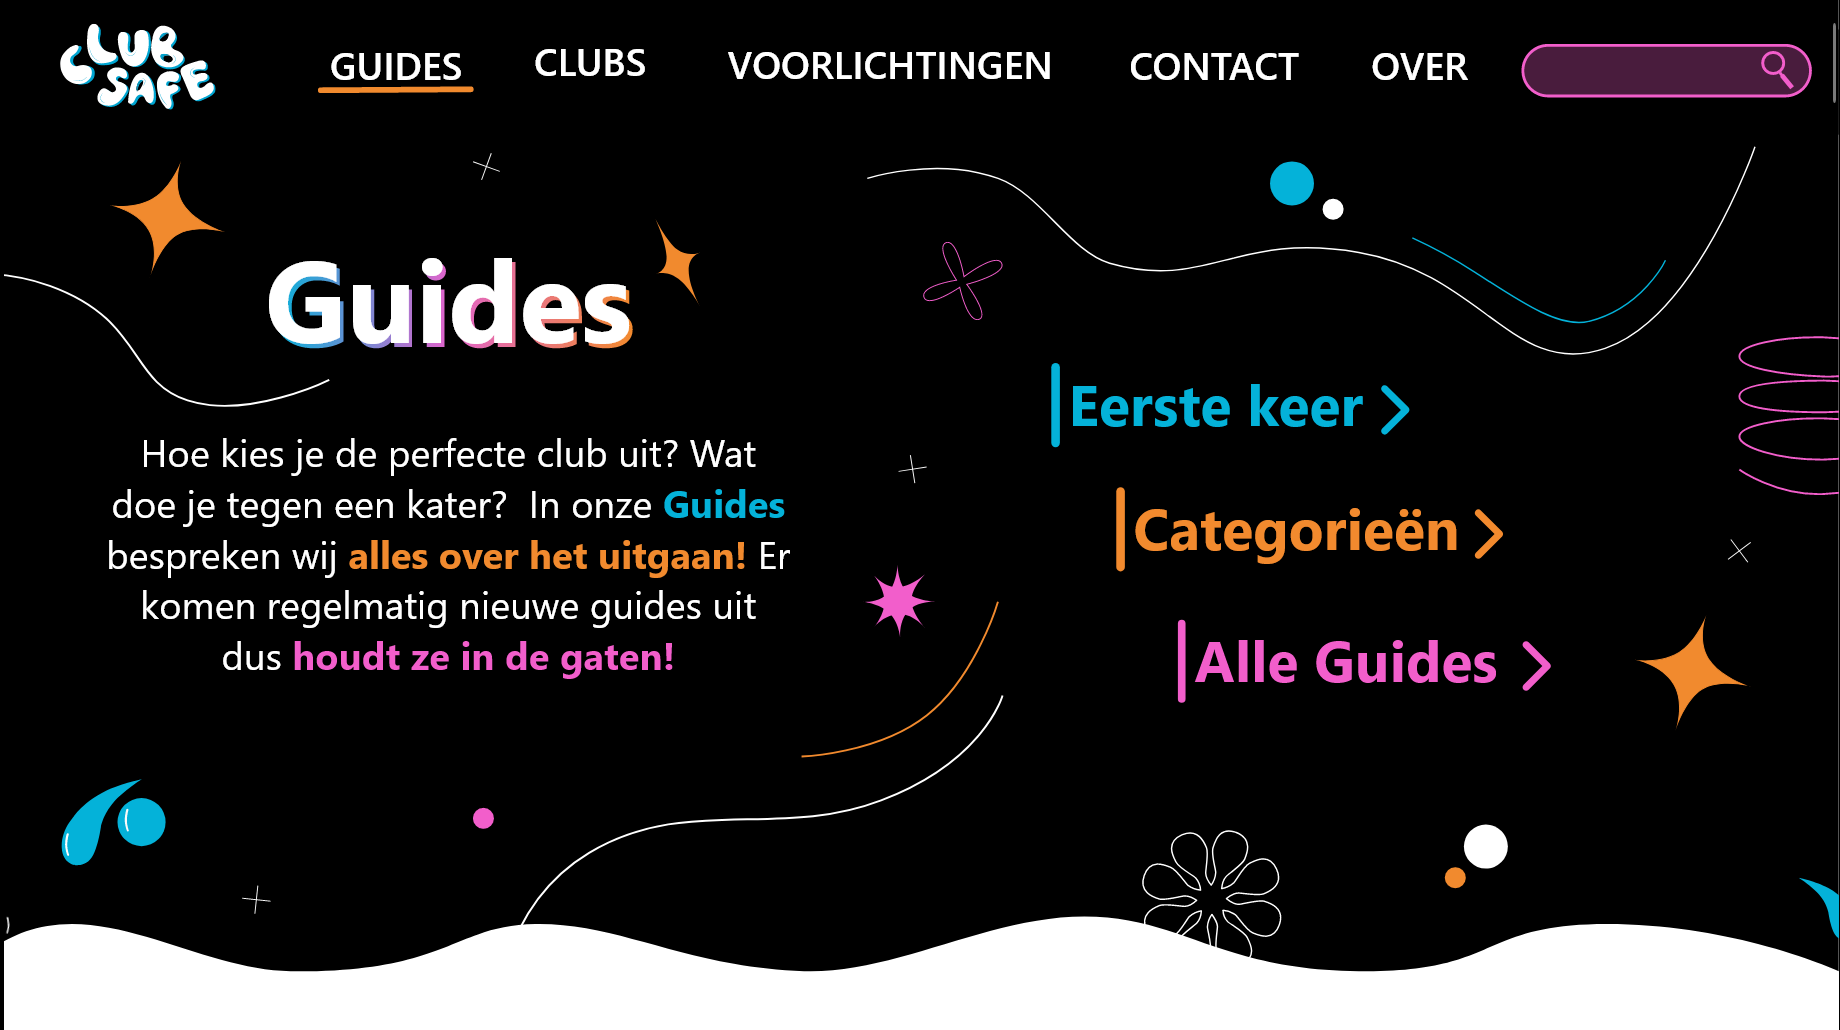 CLUB
SAFE
GUIDES CLUBS VOORLICHTINGEN CONTACT OVER
Guides
Hoe kies je de perfecte club uit? Wat
doe je tegen een kater? In onze Guides
bespreken wij alles over het uitgaan! Er
komen regelmatig nieuwe guides uit
dus houdt ze in de gaten!
Eerste keer
Categorieën
Alle Guides